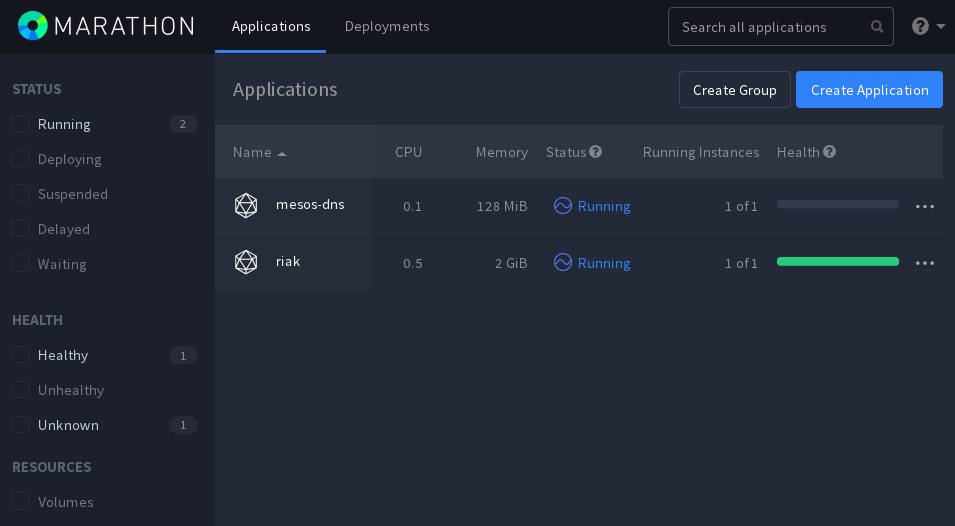 MARATHON Applications Deployments Search all applications
STATUS
Running 2
Deploying
Suspended
Delayed
Waiting
HEALTH
Healthy 1
Unhealthy
Unknown 1
RESOURCES
Volumes
Applications Create Group Create Application
Name CPU Memory Status Running Instances Health
mesos-dns 0.1 128 MiB Running 1 of 1
riak 0.5 2 GiB Running 1 of 1